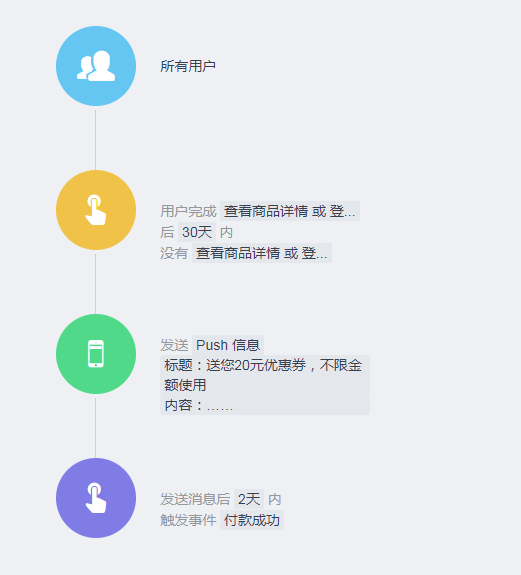 所有用户
用户完成 查看商品详情 或 登...
后 30天 内
没有 查看商品详情 或 登...
发送 Push 信息
标题：送您20元优惠券，不限金
额使用
内容：……
发送消息后 2天 内
触发事件 付款成功